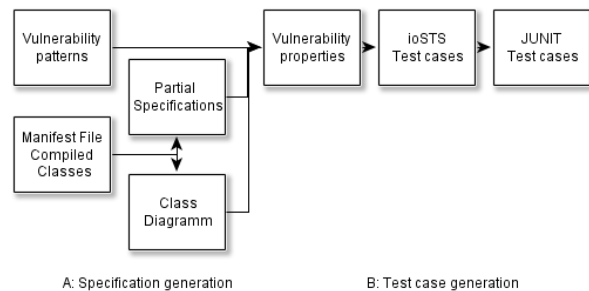 Vulnerability
patterns
Partial
Specifications
Manifest File
Compiled
Classes
Class
Diagramm
Vulnerability
properties
ioSTS
Test cases
JUNIT
Test cases
A: Specification generation
B: Test case generation